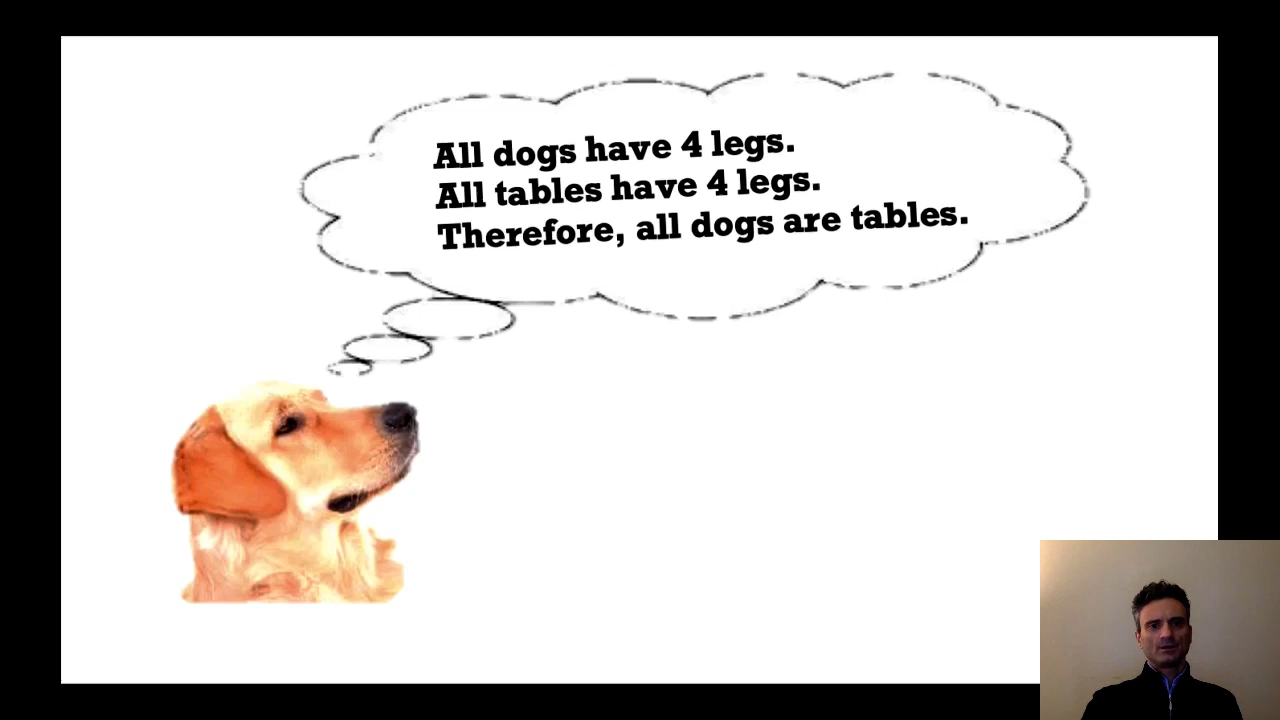 All dogs have 4 legs.
All tables have 4 legs.
Therefore, all dogs are tables.